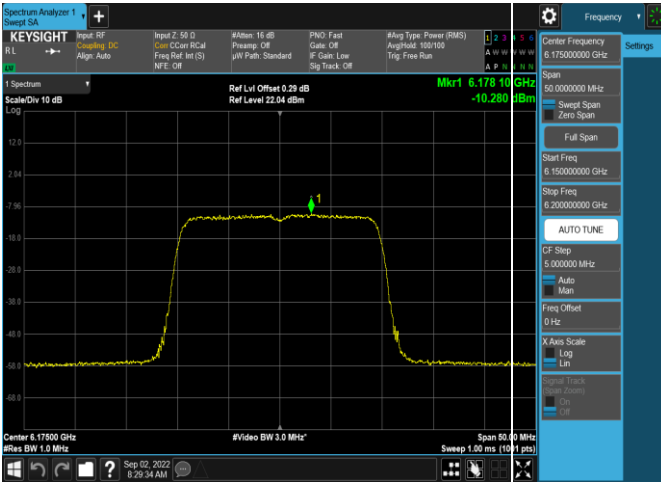 Spectrum Analyzer 1
Swept SA
+
Frequency
KEYSIGHT
RL
Input: RF
Coupling: DC
Align: Auto
Input Z: 50 Ω
Corr CCorr RCal
Freq Ref: Int (S)
NFE: Off
#Atten: 16 dB
Preamp: Off
µW Path: Standard
PNO: Fast
Gate: Off
IF Gain: Low
Sig Track: Off
#Avg Type: Power (RMS)
Avg|Hold: 100/100
Trig: Free Run
1 2 3 4 5 6
A W W W W W
A P N N N N
1 Spectrum
Scale/Div 10 dB
Log
Ref Lvl Offset 0.29 dB
Ref Level 22.04 dBm
Mkr1 6.178 10 GHz
-10.280 dBm
12.0
2.04
-7.96
-18.0
-28.0
-38.0
-48.0
-58.0
-68.0
1
Center 6.17500 GHz
#Res BW 1.0 MHz
#Video BW 3.0 MHz*
Span 50.00 MHz
Sweep 1.00 ms (1001 pts)
Sep 02, 2022
8:29:34 AM
Center Frequency
6.175000000 GHz
Settings
Span
50.0000000 MHz
Swept Span
Zero Span
Full Span
Start Freq
6.150000000 GHz
Stop Freq
6.200000000 GHz
AUTO TUNE
CF Step
5.000000 MHz
Auto
Man
Freq Offset
0 Hz
X Axis Scale
Log
Lin
Signal Track
(Span Zoom)
On
Off